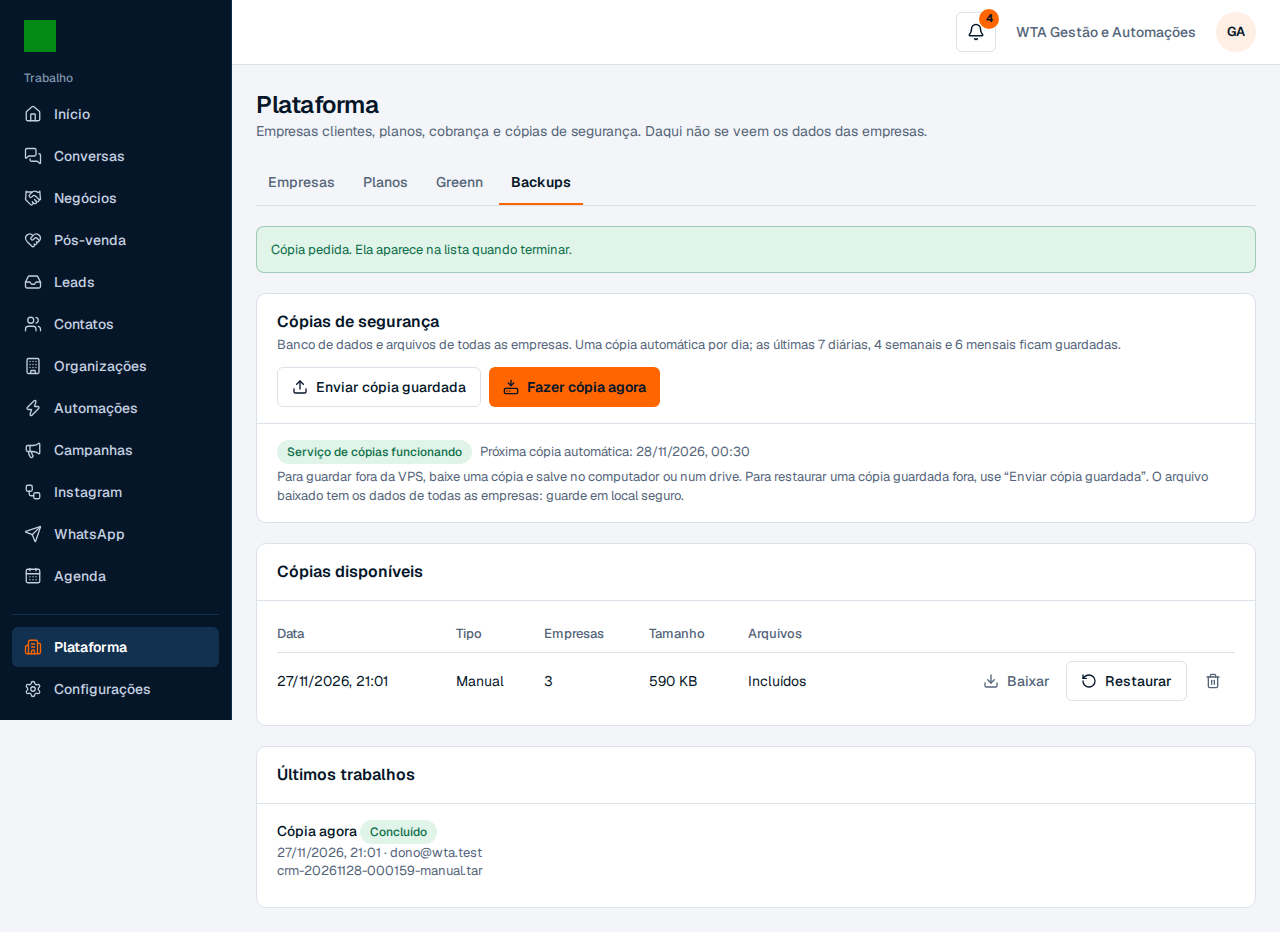 4
WTA Gestão e Automações
GA
Trabalho
Início
Conversas
Negócios
Pós-venda
Leads
Contatos
Organizações
Automações
Campanhas
Instagram
WhatsApp
Agenda
Plataforma
Configurações
Plataforma
Empresas clientes, planos, cobrança e cópias de segurança. Daqui não se veem os dados das empresas.
Empresas Planos Greenn Backups
Cópia pedida. Ela aparece na lista quando terminar.
Cópias de segurança
Banco de dados e arquivos de todas as empresas. Uma cópia automática por dia; as últimas 7 diárias, 4 semanais e 6 mensais ficam guardadas.
Enviar cópia guardada Fazer cópia agora
Serviço de cópias funcionando Próxima cópia automática: 28/11/2026, 00:30
Para guardar fora da VPS, baixe uma cópia e salve no computador ou num drive. Para restaurar uma cópia guardada fora, use “Enviar cópia guardada”. O arquivo
baixado tem os dados de todas as empresas: guarde em local seguro.
Cópias disponíveis
Data Tipo Empresas Tamanho Arquivos
27/11/2026, 21:01 Manual 3 590 KB Incluídos Baixar Restaurar
Últimos trabalhos
Cópia agora Concluído
27/11/2026, 21:01 · dono@wta.test
crm-20261128-000159-manual.tar